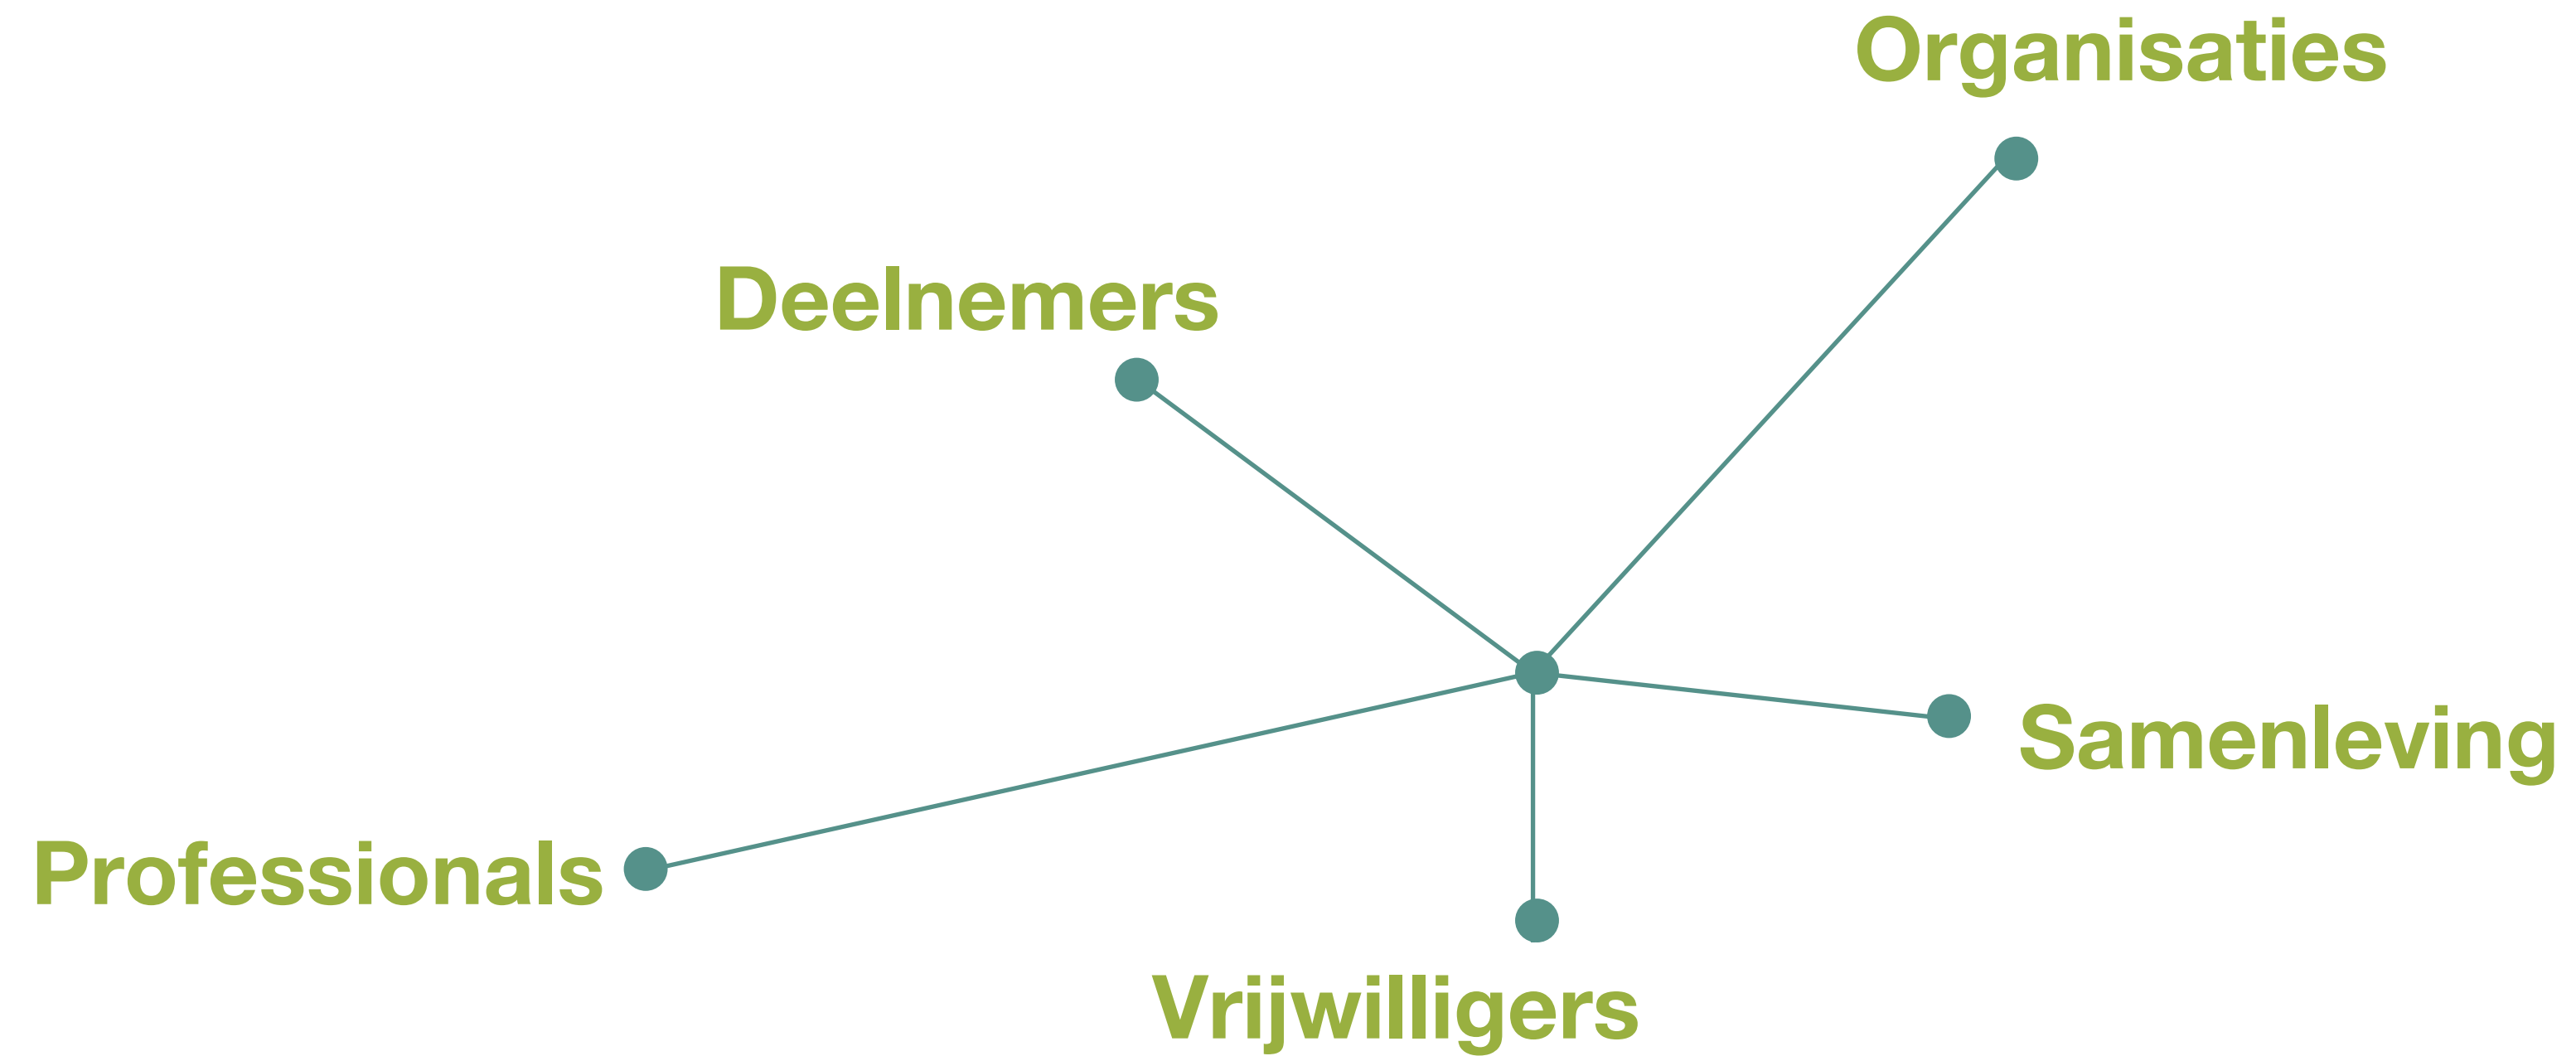 Organisaties
Deelnemers
Samenleving
Professionals
Vrijwilligers